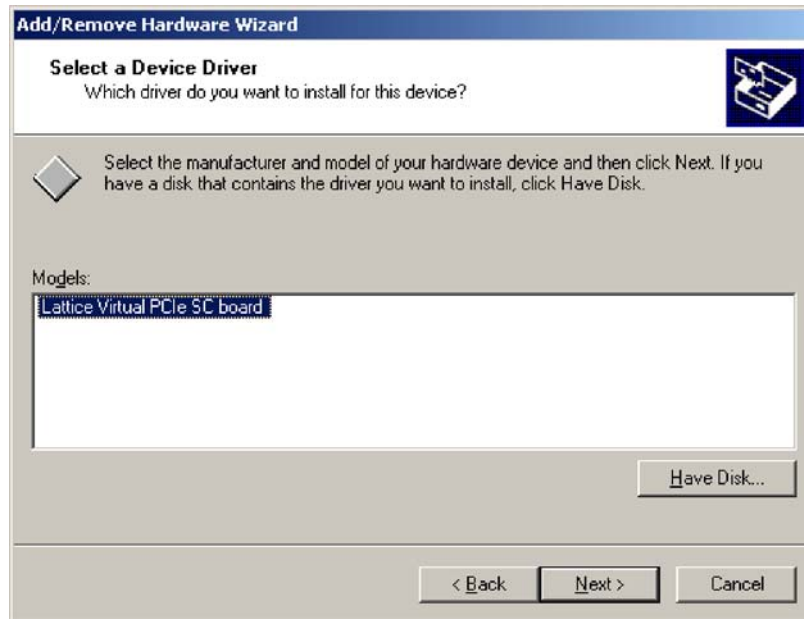 Add/Remove Hardware Wizard
Select a Device Driver
Which driver do you want to install for this device?
Select the manufacturer and model of your hardware device and then click Next. If you
have a disk that contains the driver you want to install, click Have Disk.
Models:
Lattice Virtual PCIe SC board
Have Disk...
< Back Next > Cancel